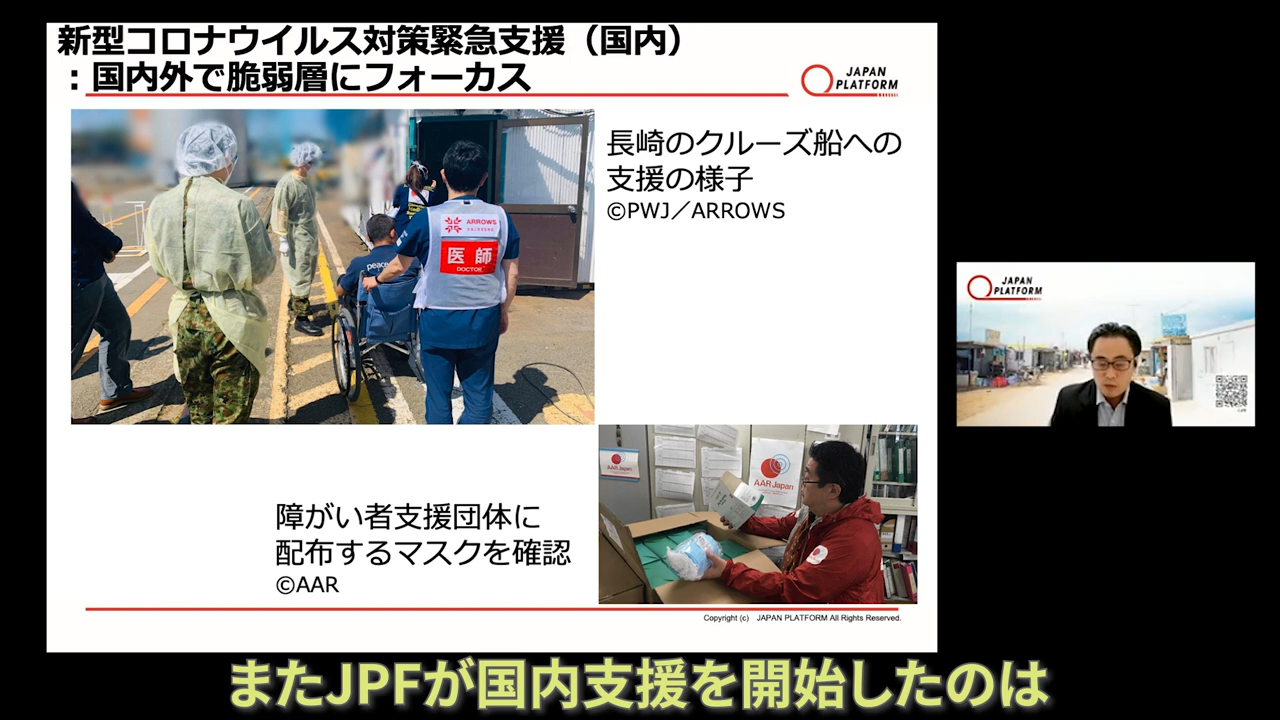 新型コロナウイルス対策緊急支援（国内）
：国内外で脆弱層にフォーカス
JAPAN
PLATFORM
長崎のクルーズ船への
支援の様子
©PWJ／ARROWS
ARROWS
医師
DOCTOR
peace
JAPAN
PLATFORM
AAR Japan
AAR Japan
障がい者支援団体に
配布するマスクを確認
©AAR
Copyright (c) JAPAN PLATFORM All Rights Reserved.
またJPFが国内支援を開始したのは